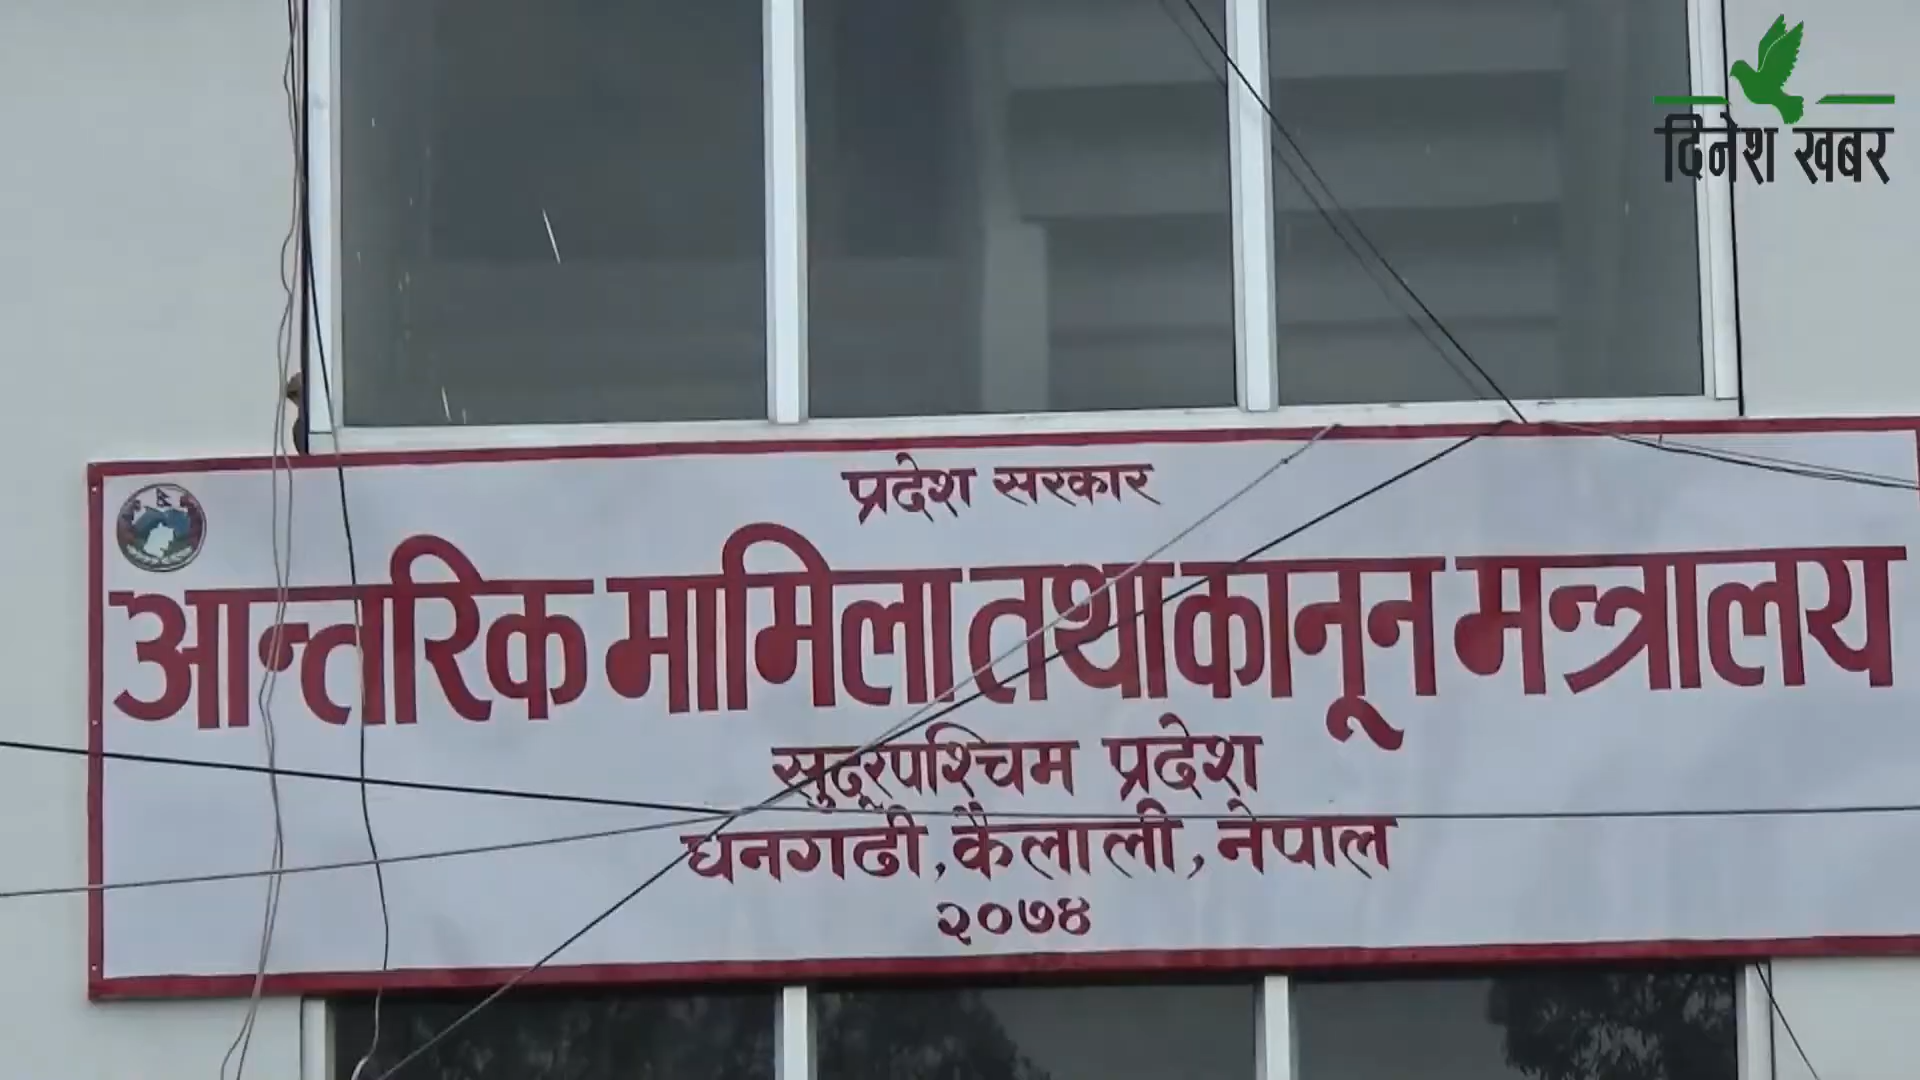 दिनेश खबर
प्रदेश सरकार
आन्तरिक मामिला तथा कानून मन्त्रालय
सुदूरपश्चिम प्रदेश
धनगढी, कैलाली, नेपाल
२०७४